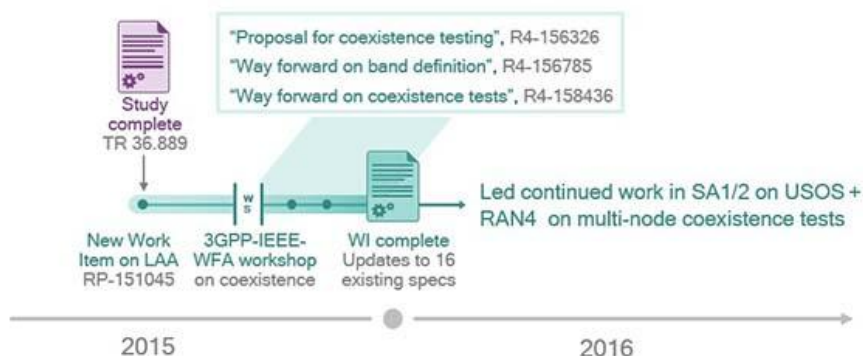 "Proposal for coexistence testing", R4-156326
"Way forward on band definition", R4-156785
"Way forward on coexistence tests", R4-158436
Study
complete
TR 36.889
WS
New Work
Item on LAA
RP-151045
3GPP-IEEE-
WFA workshop
on coexistence
WI complete
Updates to 16
existing specs
Led continued work in SA1/2 on USOS +
RAN4 on multi-node coexistence tests
2015
2016